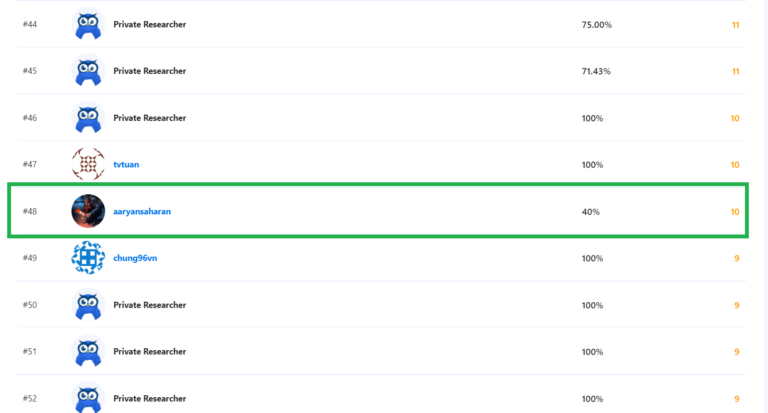 #44 Private Researcher 75.00% 11
#45 Private Researcher 71.43% 11
#46 Private Researcher 100% 10
#47 tvtuan 100% 10
#48 aaryansaharan 40% 10
#49 chung96vn 100% 9
#50 Private Researcher 100% 9
#51 Private Researcher 100% 9
#52 Private Researcher 100% 9